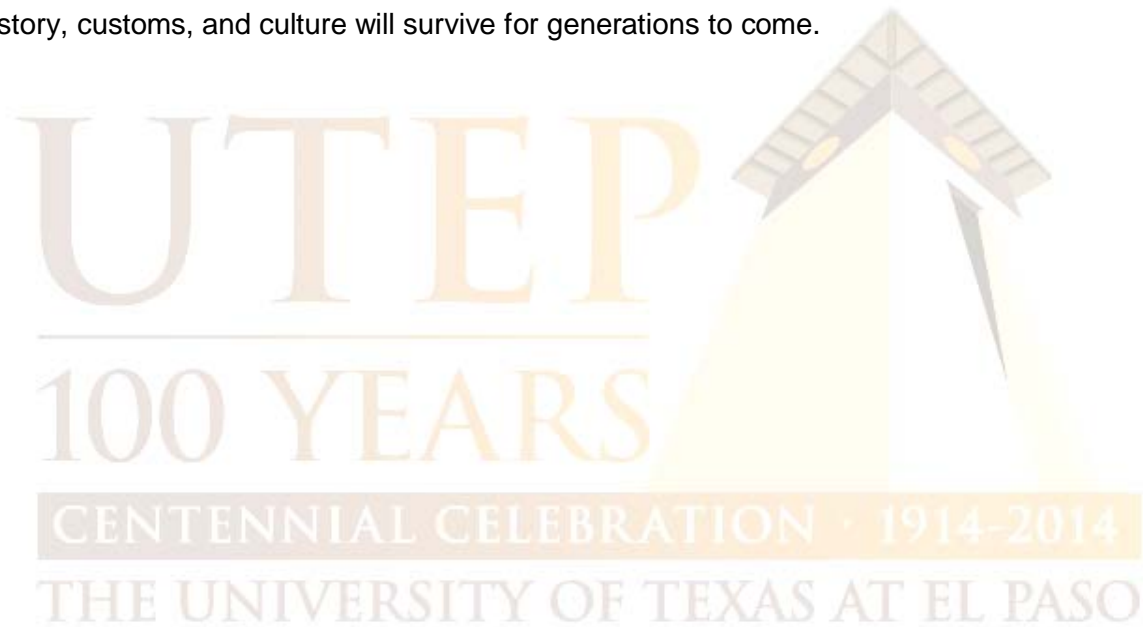 story, customs, and culture will survive for generations to come.
UTEP
100 YEARS
CENTENNIAL CELEBRATION · 1914-2014
THE UNIVERSITY OF TEXAS AT EL PASO